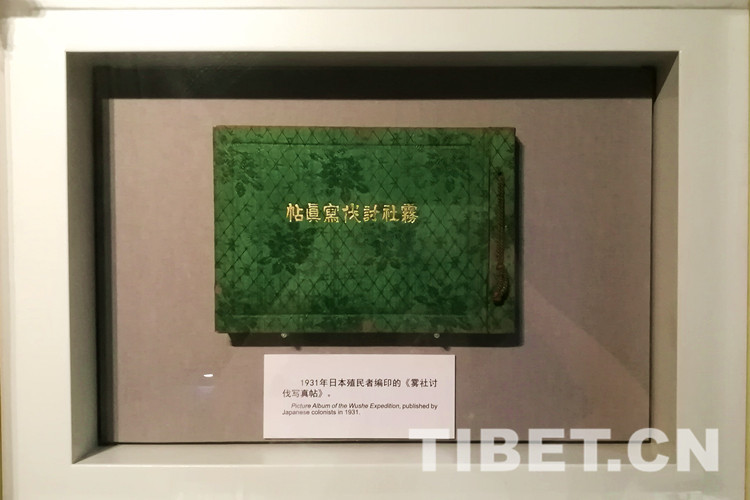 霧社討伐寫眞帖
1931年日本殖民者编印的《雾社讨
伐写真帖》。
Picture Album of the Wushe Expedition, published by
Japanese colonists in 1931.
TIBET.CN